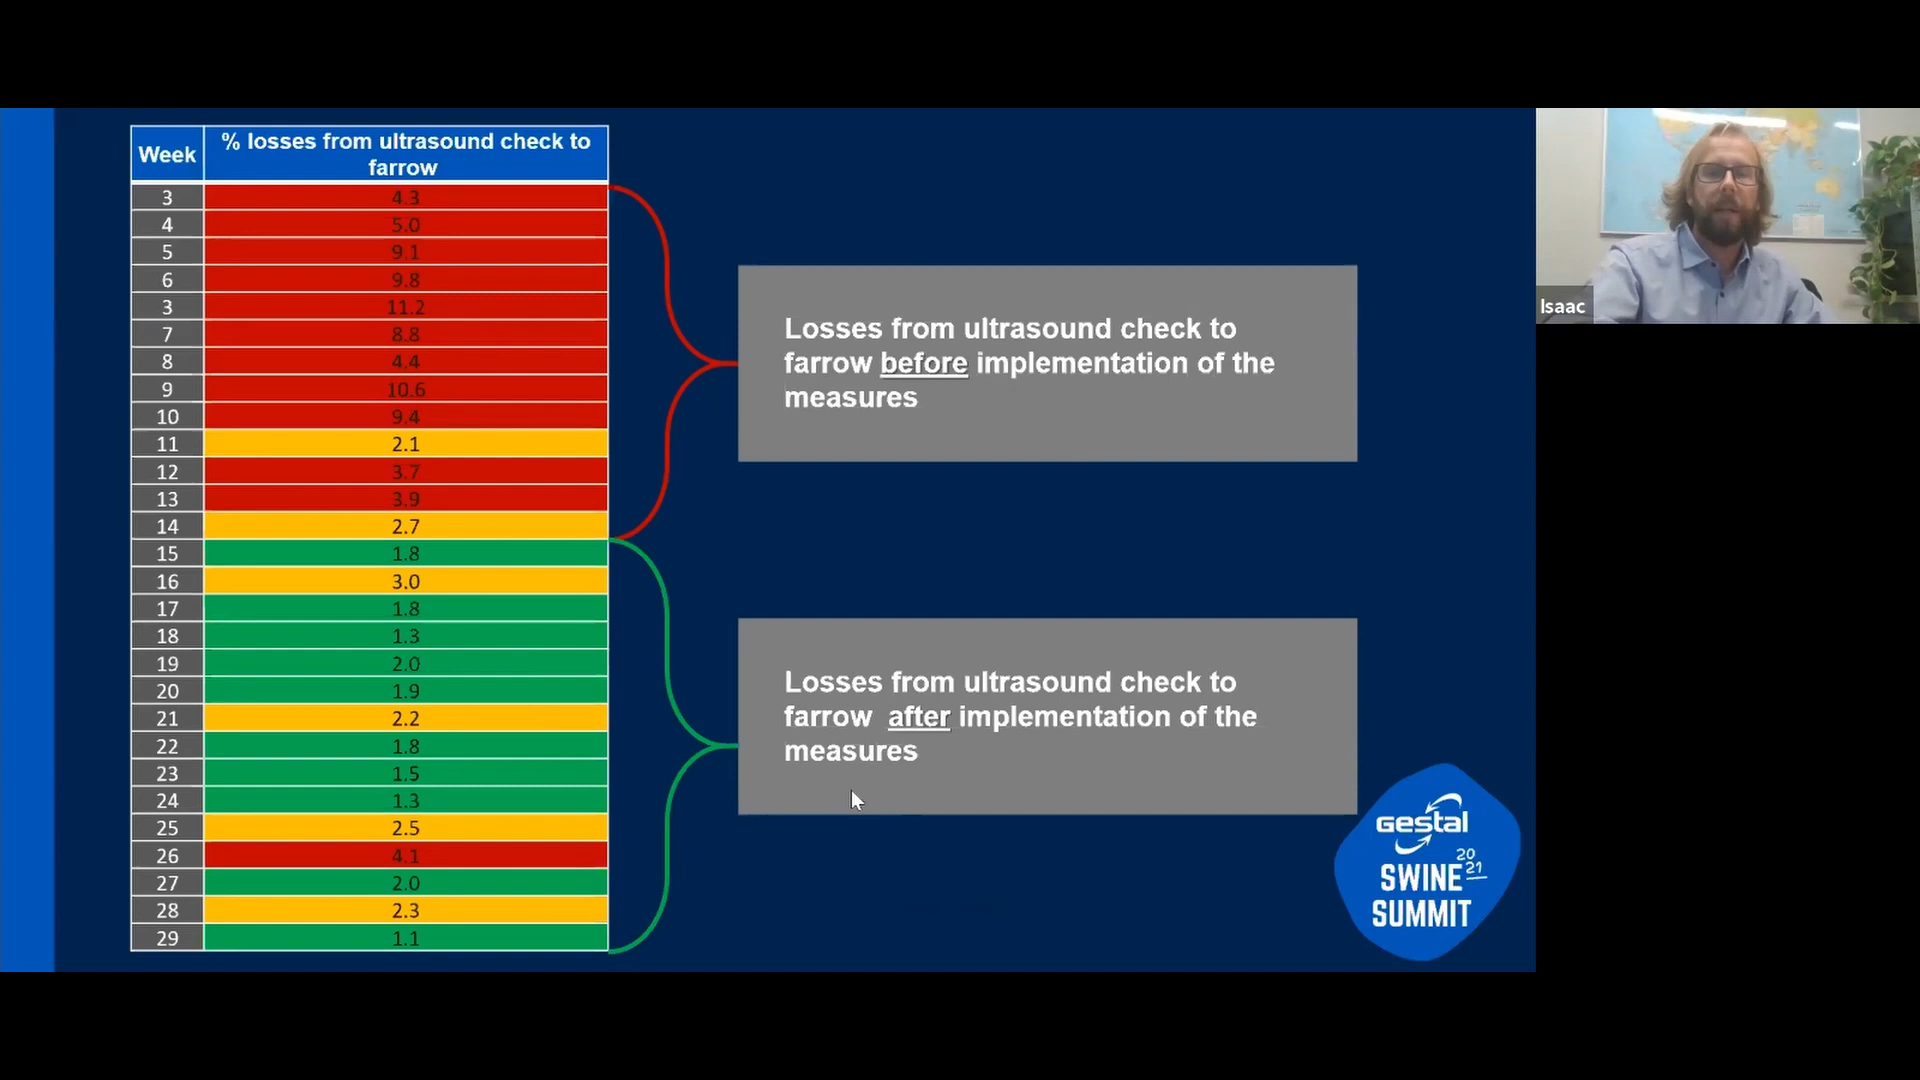 Week % losses from ultrasound check to
farrow
3 4.3
4 5.0
5 9.1
6 9.8
3 11.2
7 8.8
8 4.4
9 10.6
10 9.4
11 2.1
12 3.7
13 3.9
14 2.7
15 1.8
16 3.0
17 1.8
18 1.3
19 2.0
20 1.9
21 2.2
22 1.8
23 1.5
24 1.3
25 2.5
26 4.1
27 2.0
28 2.3
29 1.1
Losses from ultrasound check to
farrow before implementation of the
measures
Losses from ultrasound check to
farrow after implementation of the
measures
Gestal
SWINE 20
21
SUMMIT
Isaac